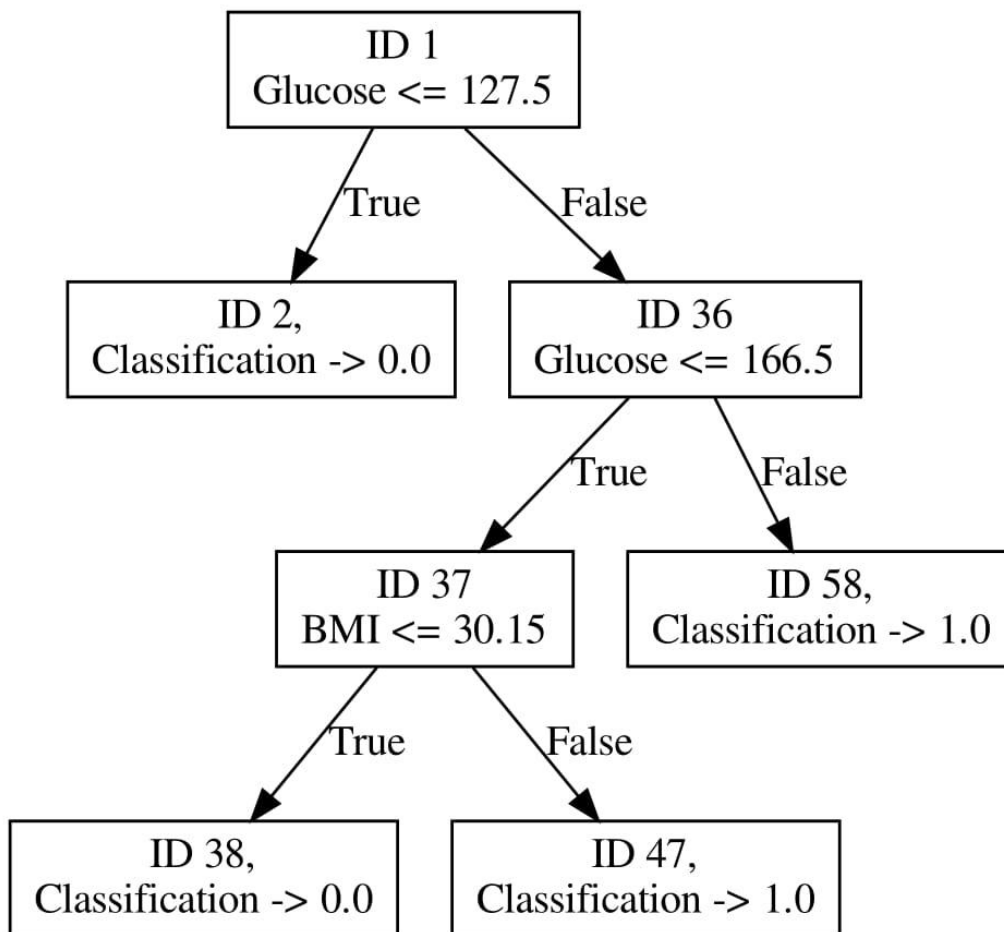 ID 1
Glucose <= 127.5
True
False
ID 2,
Classification -> 0.0
ID 36
Glucose <= 166.5
True
False
ID 37
BMI <= 30.15
ID 58,
Classification -> 1.0
True
False
ID 38,
Classification -> 0.0
ID 47,
Classification -> 1.0